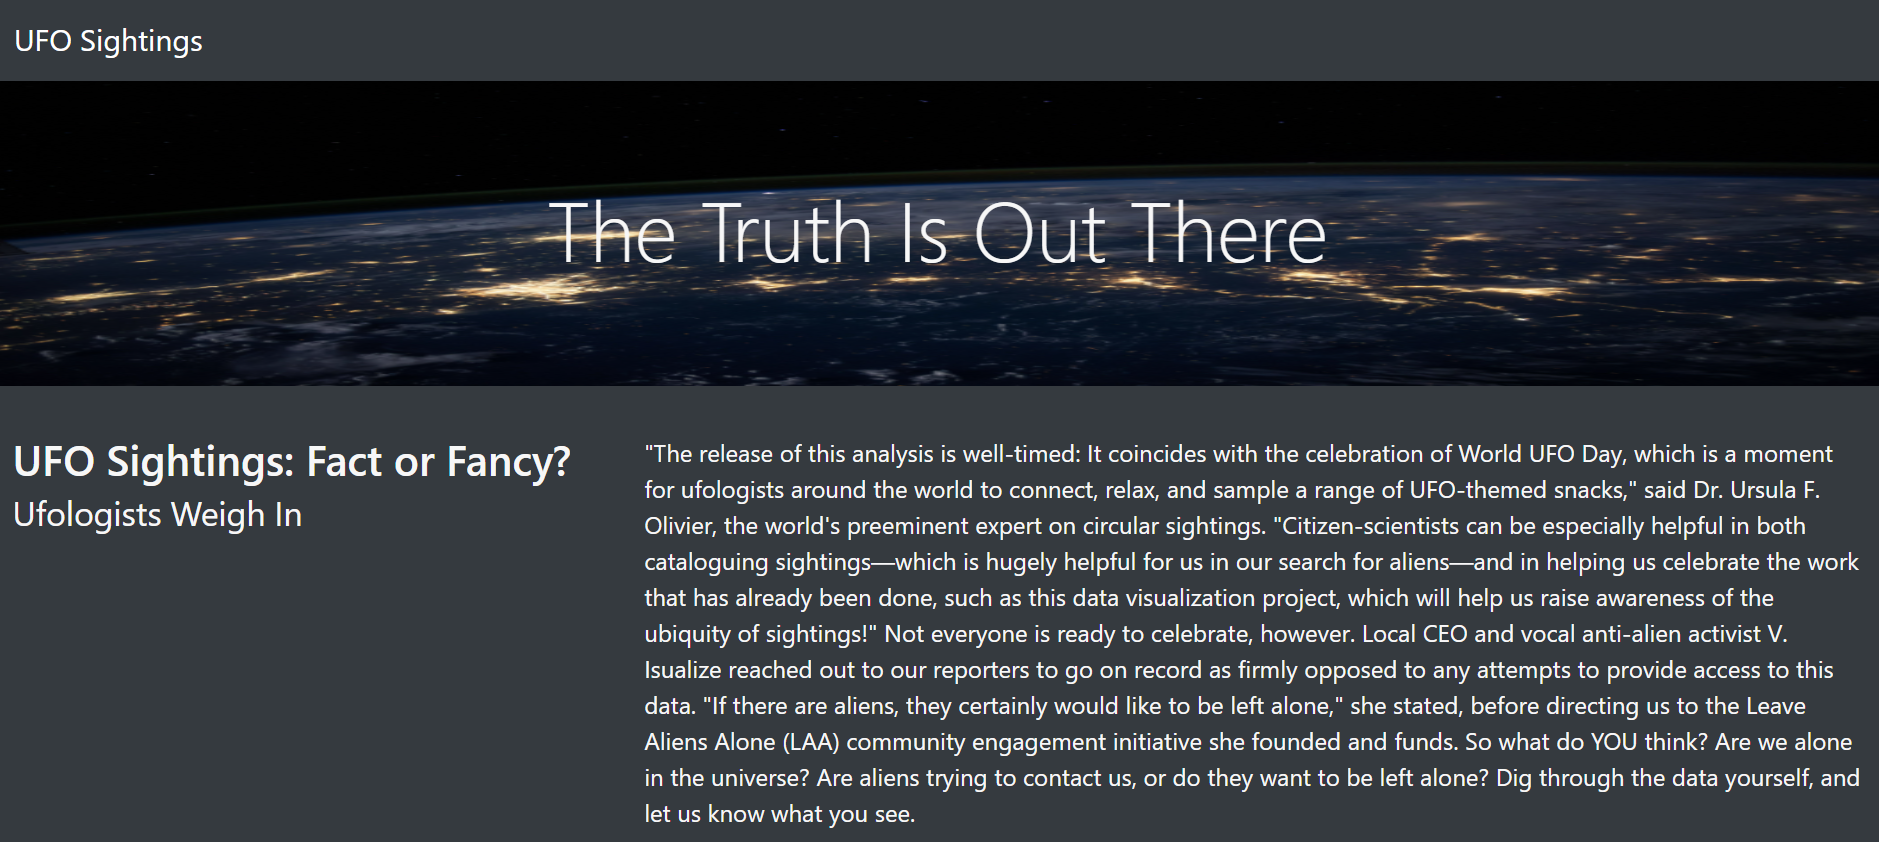 UFO Sightings
The Truth Is Out There
UFO Sightings: Fact or Fancy?
Ufologists Weigh In
"The release of this analysis is well-timed: It coincides with the celebration of World UFO Day, which is a moment
for ufologists around the world to connect, relax, and sample a range of UFO-themed snacks," said Dr. Ursula F.
Olivier, the world's preeminent expert on circular sightings. "Citizen-scientists can be especially helpful in both
cataloguing sightings—which is hugely helpful for us in our search for aliens—and in helping us celebrate the work
that has already been done, such as this data visualization project, which will help us raise awareness of the
ubiquity of sightings!" Not everyone is ready to celebrate, however. Local CEO and vocal anti-alien activist V.
Isualize reached out to our reporters to go on record as firmly opposed to any attempts to provide access to this
data. "If there are aliens, they certainly would like to be left alone," she stated, before directing us to the Leave
Aliens Alone (LAA) community engagement initiative she founded and funds. So what do YOU think? Are we alone
in the universe? Are aliens trying to contact us, or do they want to be left alone? Dig through the data yourself, and
let us know what you see.